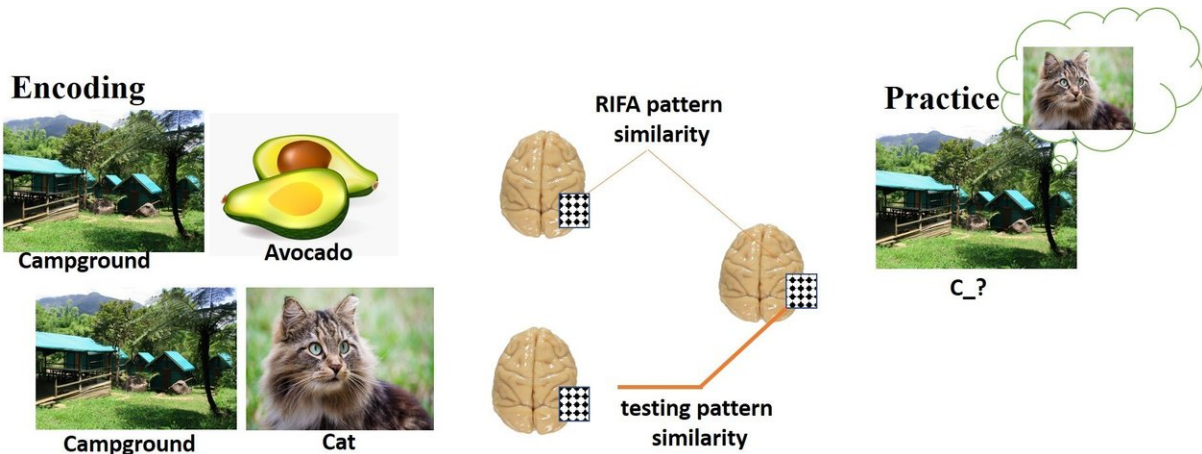 Encoding
Campground
Avocado
Campground
Cat
RIFA pattern
similarity
testing pattern
similarity
Practice
C_?